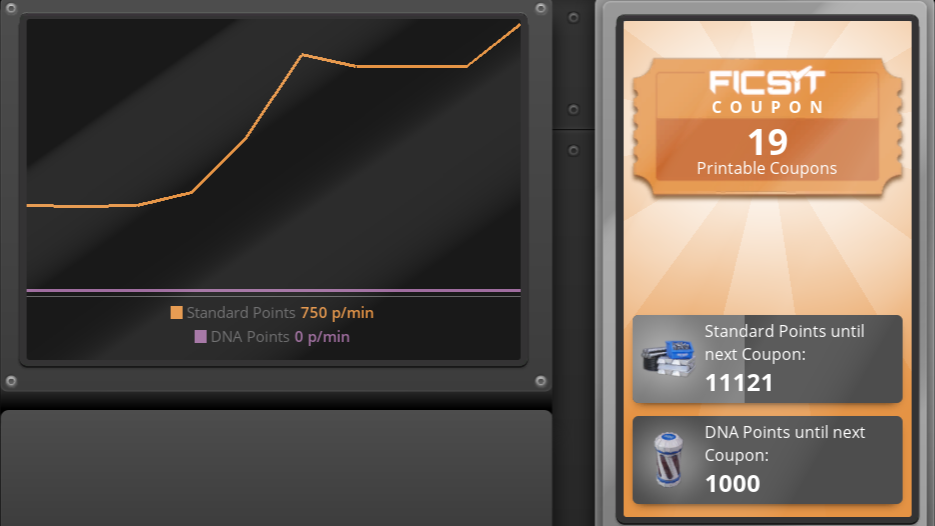 Standard Points 750 p/min
DNA Points 0 p/min
FICSIT
COUPON
19
Printable Coupons
Standard Points until
next Coupon:
11121
DNA Points until next
Coupon:
1000